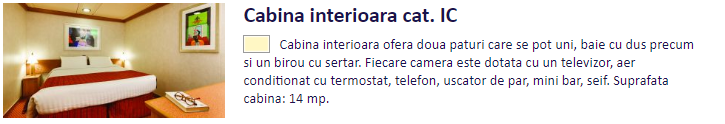 Cabina interioara cat. IC
Cabina interioara ofera doua paturi care se pot uni, baie cu dus precum
si un birou cu sertar. Fiecare camera este dotata cu un televizor, aer
conditionat cu termostat, telefon, uscator de par, mini bar, seif. Suprafata
cabina: 14 mp.